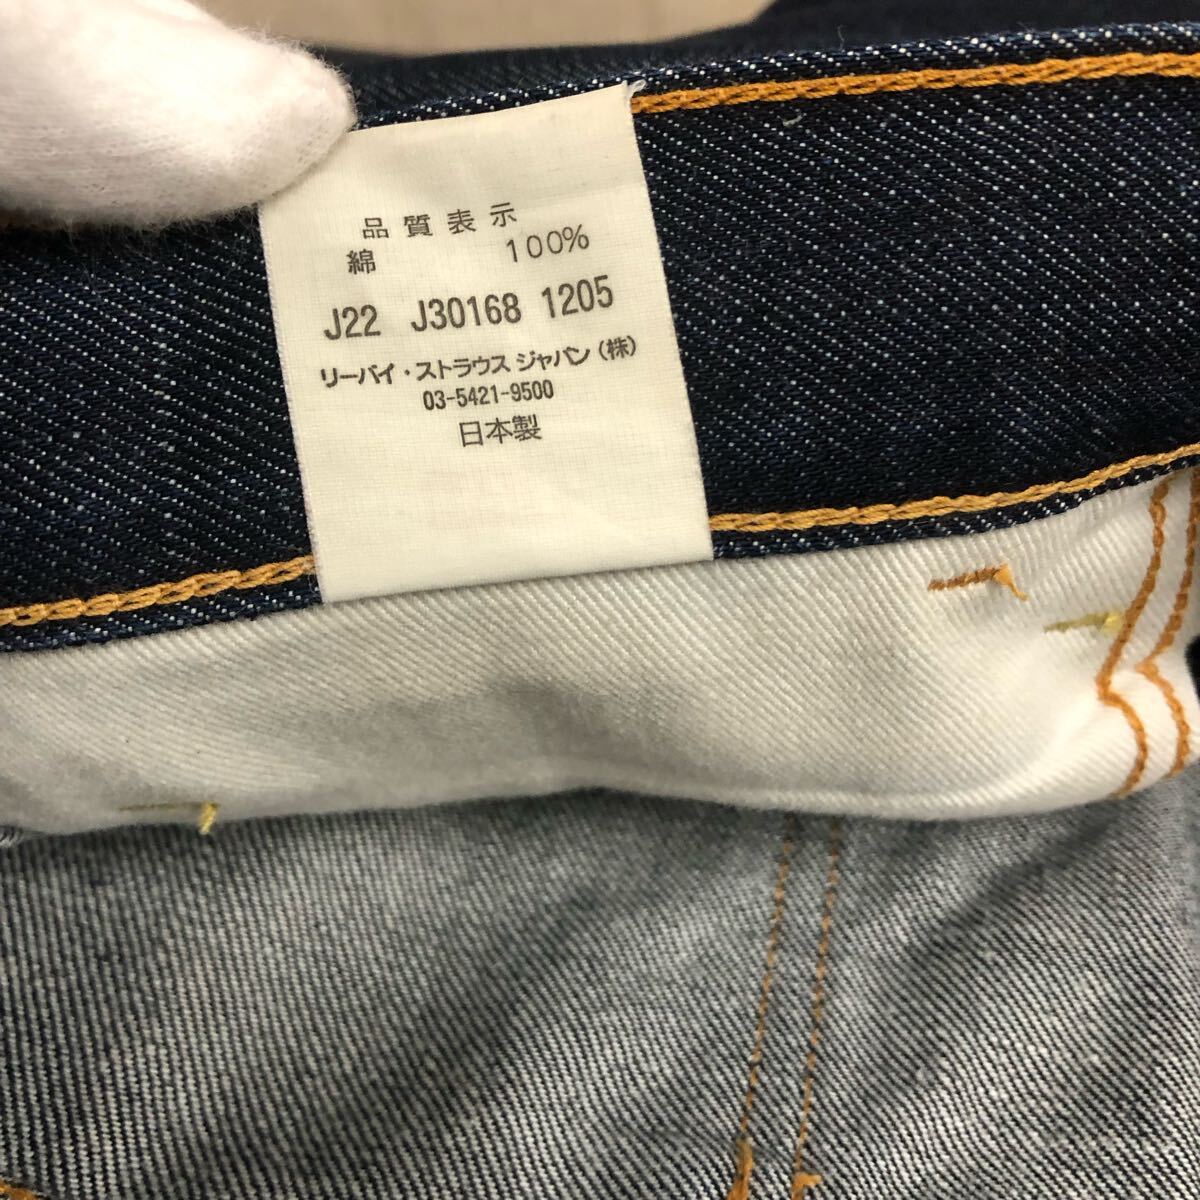 品質表示
綿 100%
J22 J30168 1205
リーバイ・ストラウス ジャパン(株)
03-5421-9500
日本製